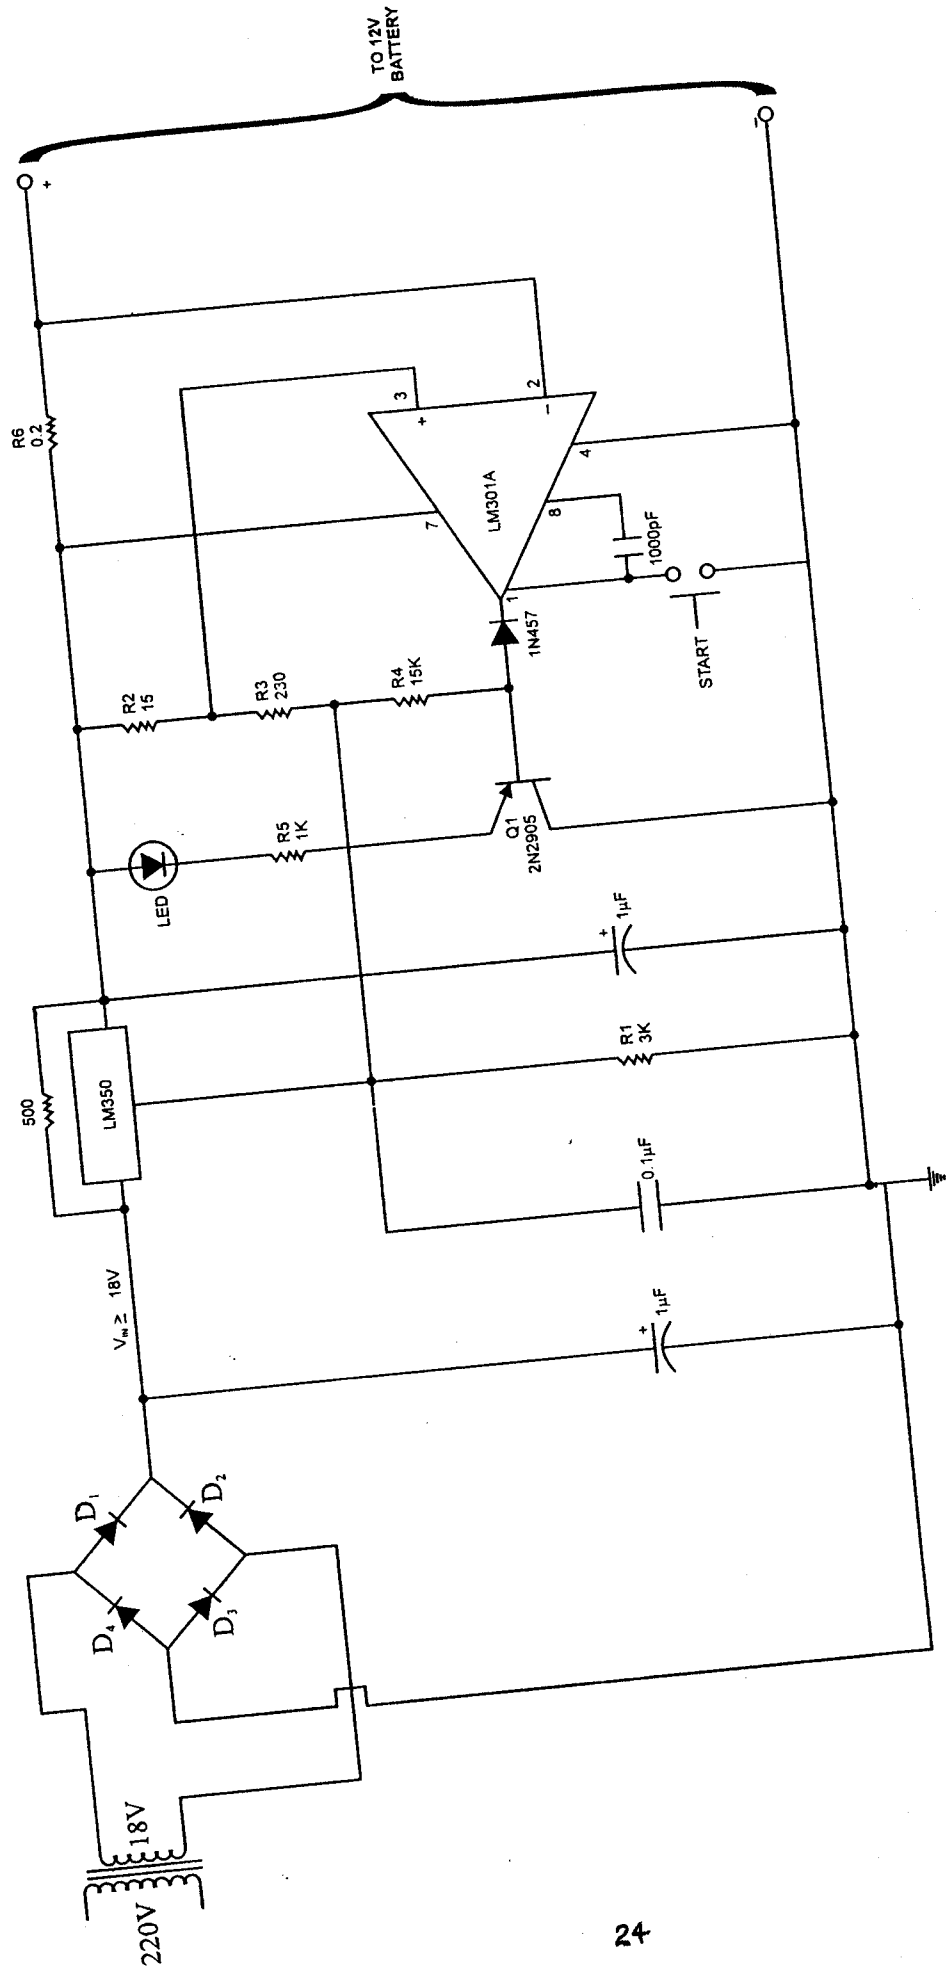 220V
18V
D₁
D₂
D₃
D₄
V_IN ≥ 18V
500
LM350
1µF
+
0.1µF
R1
3K
1µF
+
LED
R5
1K
Q1
2N2905
R2
15
R3
230
R4
15K
1N457
LM301A
1
2
3
4
7
8
+
−
1000pF
START
R6
0.2
+
−
TO 12V
BATTERY
24